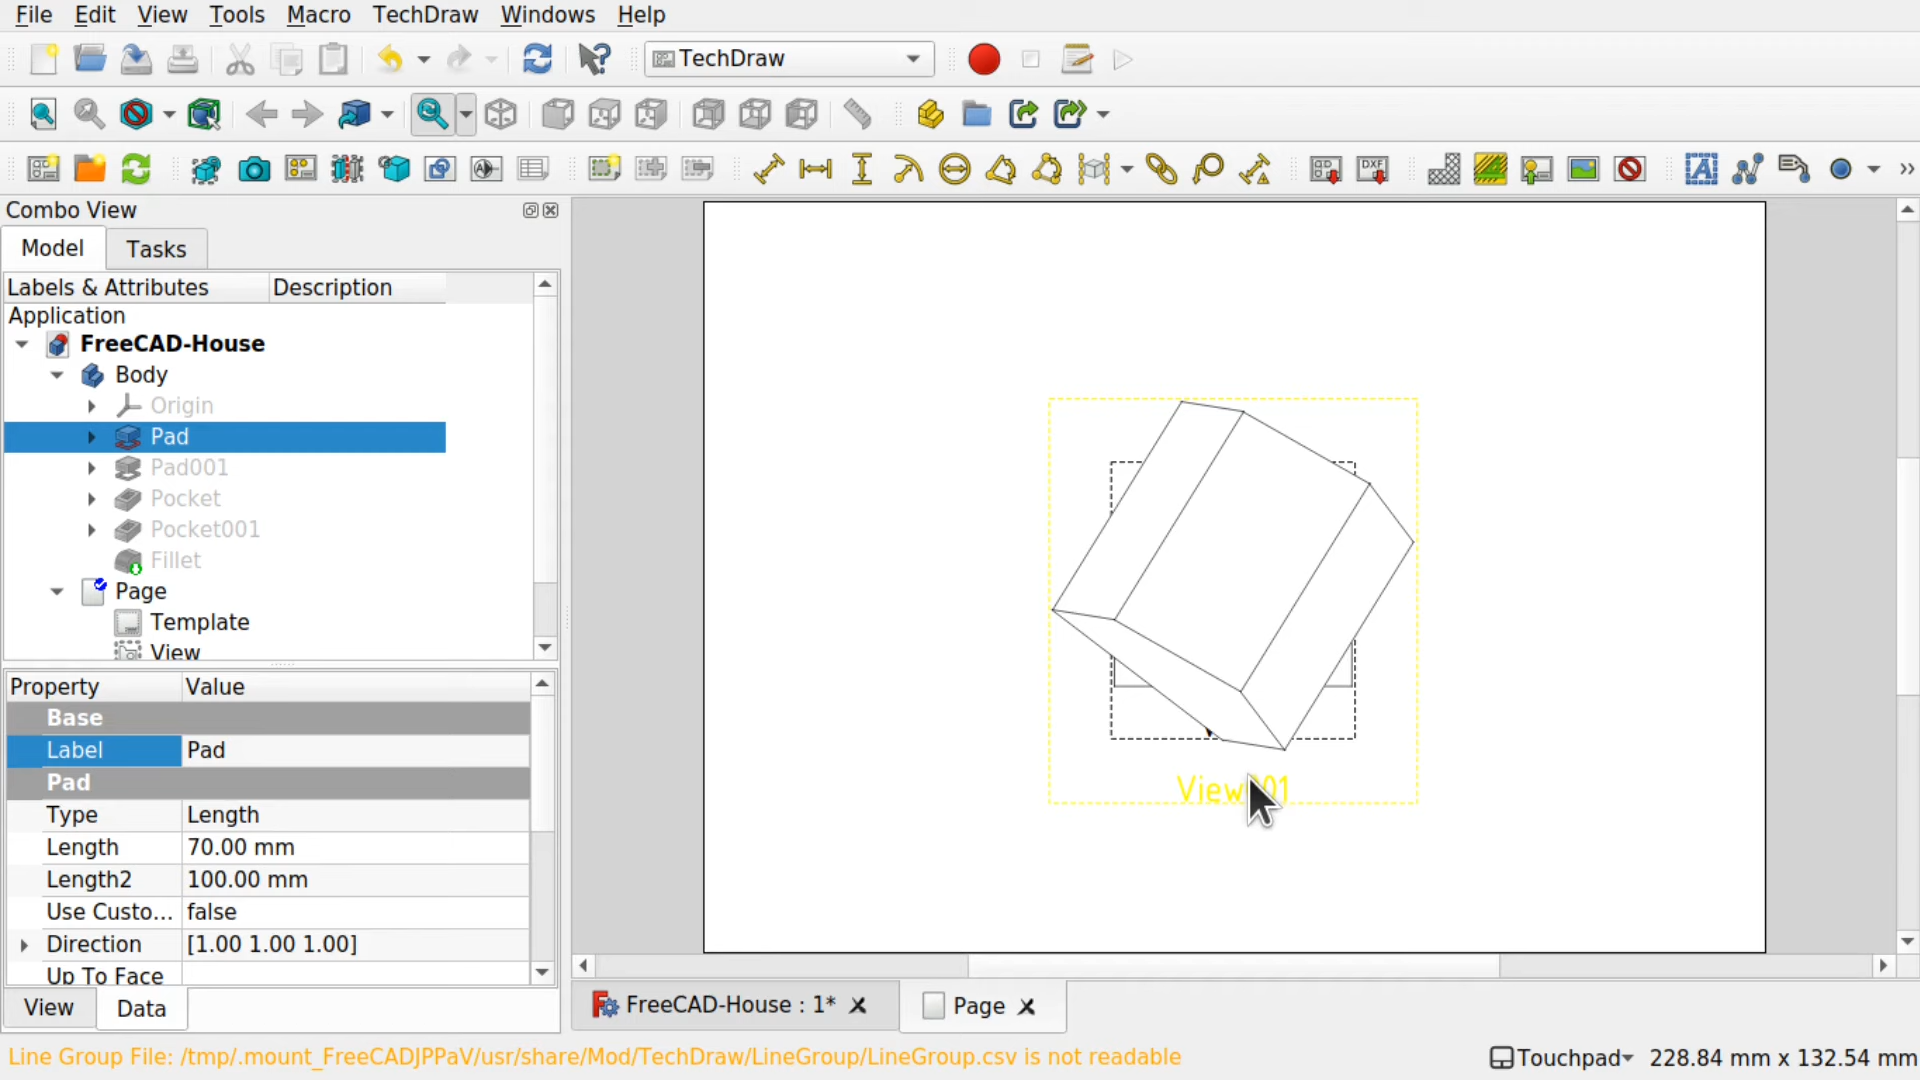 File Edit View Tools Macro TechDraw Windows Help
TechDraw
DXF
Combo View
Model Tasks
Labels & Attributes Description
Application
FreeCAD-House
Body
Origin
Pad
Pad001
Pocket
Pocket001
Fillet
Page
Template
View
Property Value
Base
Label Pad
Pad
Type Length
Length 70.00 mm
Length2 100.00 mm
Use Custo... false
Direction [1.00 1.00 1.00]
Up To Face
View Data
View001
FreeCAD-House : 1*
Page
Line Group File: /tmp/.mount_FreeCADJPPaV/usr/share/Mod/TechDraw/LineGroup/LineGroup.csv is not readable
Touchpad 228.84 mm x 132.54 mm